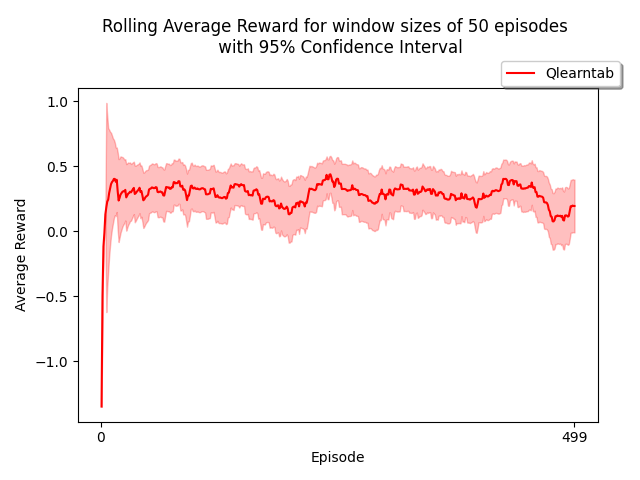 Rolling Average Reward for window sizes of 50 episodes
with 95% Confidence Interval
Qlearntab
1.0
0.5
0.0
−0.5
−1.0
Average Reward
0
499
Episode